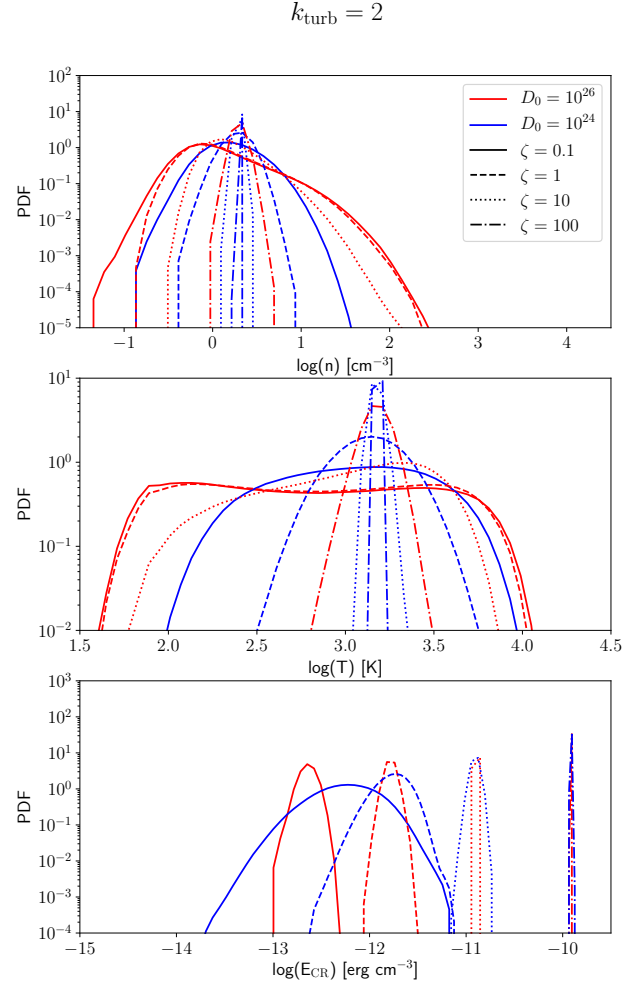 k_turb = 2
10^2
10^1
10^0
10^−1
10^−2
10^−3
10^−4
10^−5
PDF
D_0 = 10^26
D_0 = 10^24
ζ = 0.1
ζ = 1
ζ = 10
ζ = 100
−1 0 1 2 3 4
log(n) [cm^−3]
10^1
10^0
10^−1
10^−2
PDF
1.5 2.0 2.5 3.0 3.5 4.0 4.5
log(T) [K]
10^3
10^2
10^1
10^0
10^−1
10^−2
10^−3
10^−4
PDF
−15 −14 −13 −12 −11 −10
log(E_CR) [erg cm^−3]